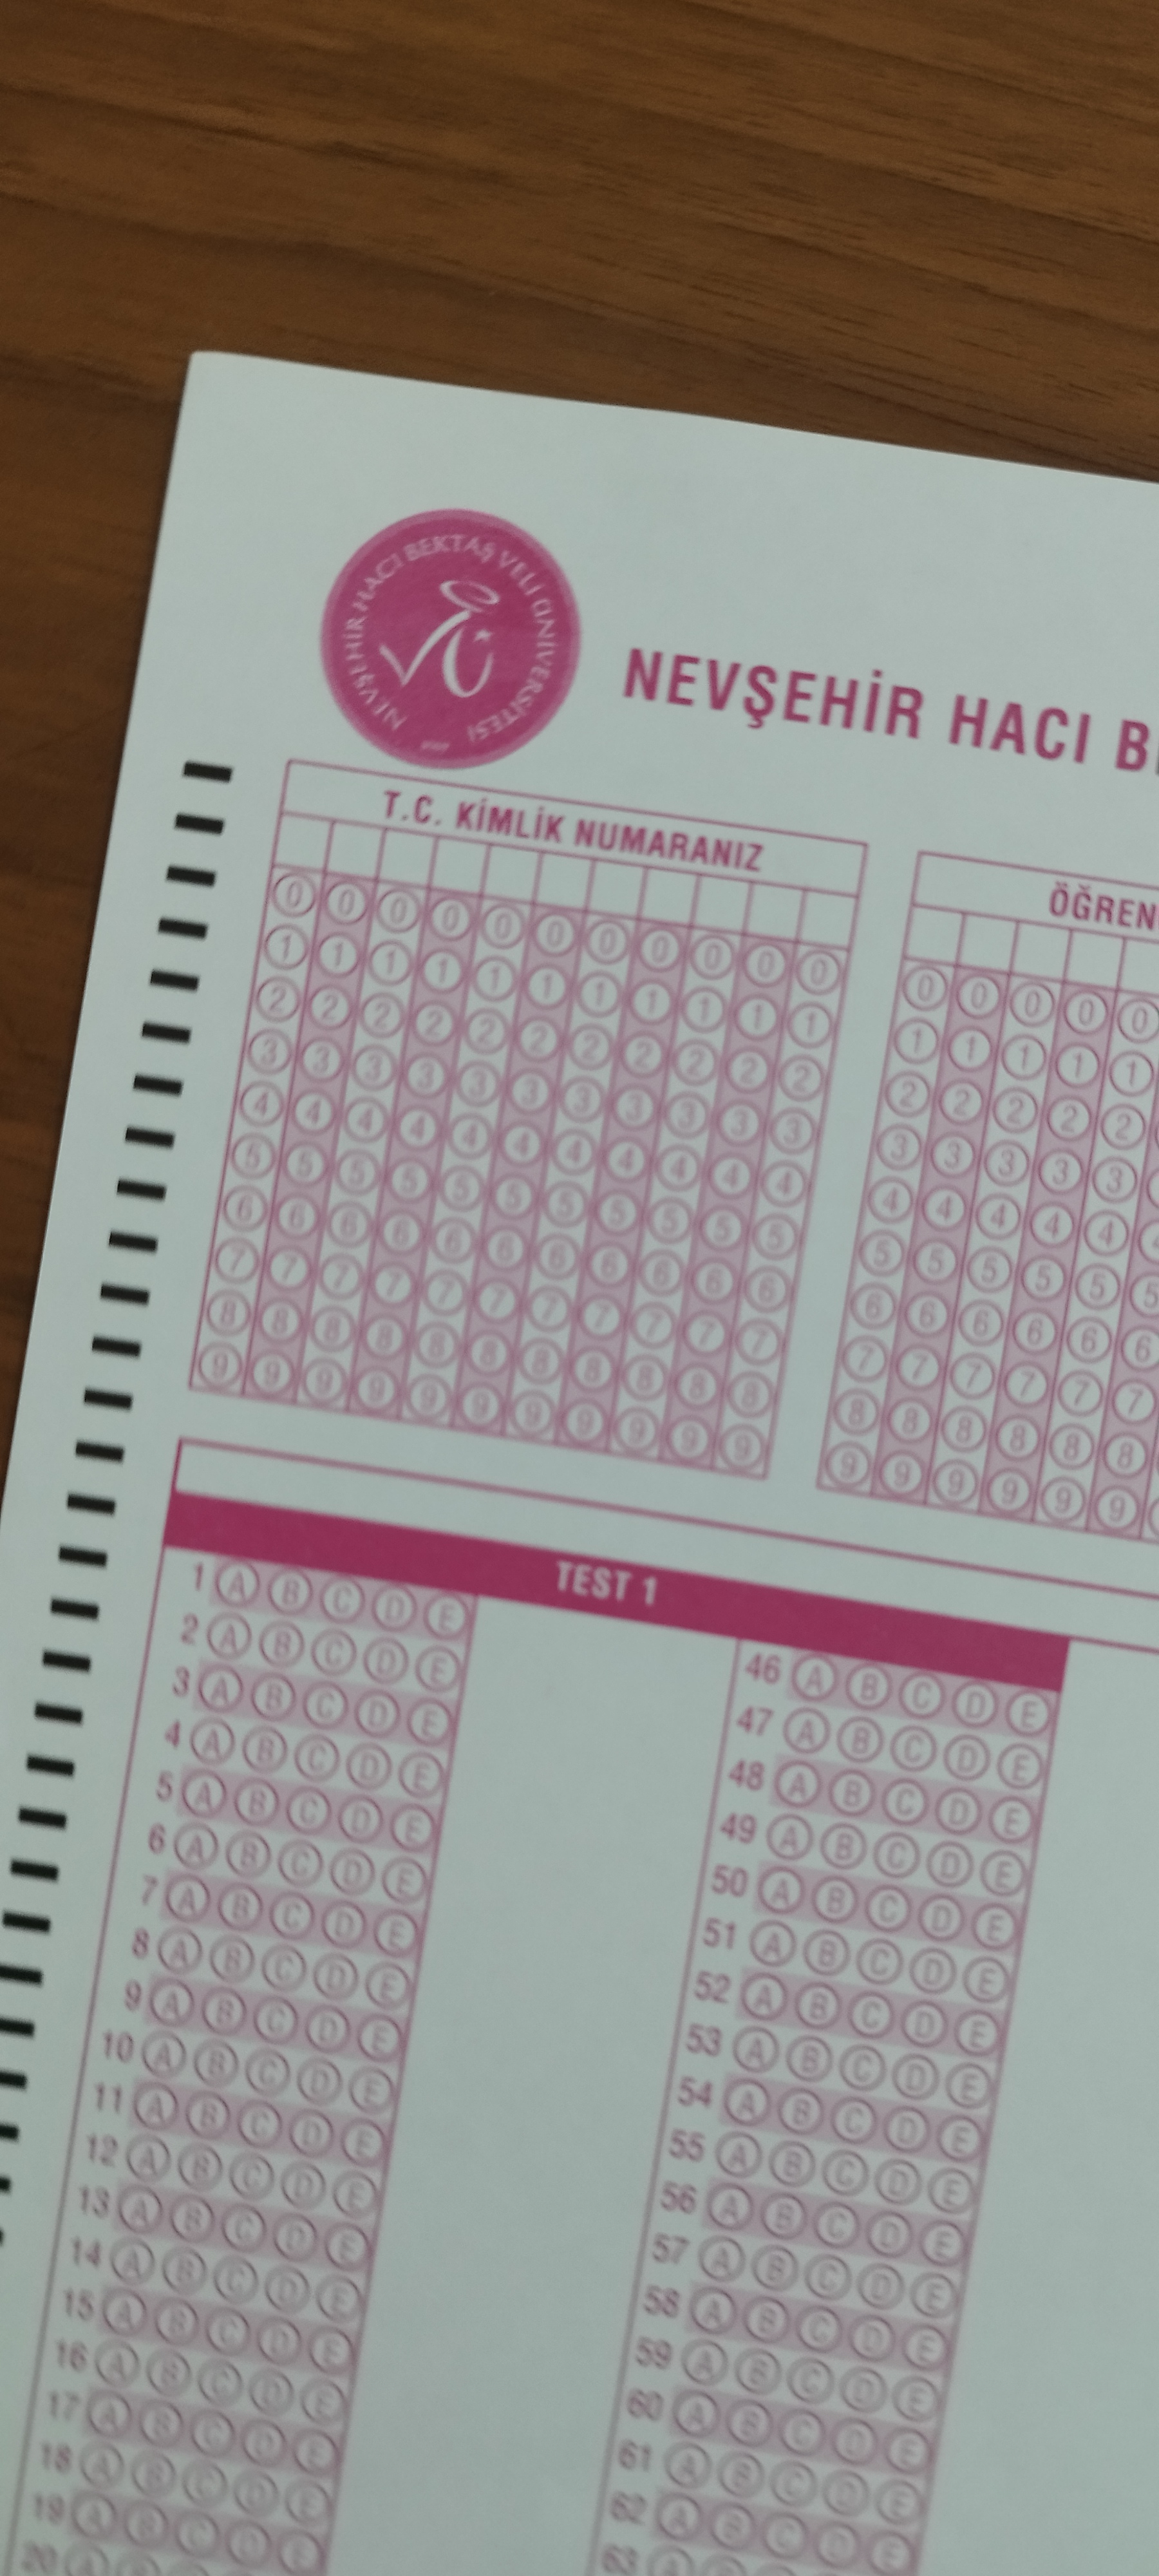 NEVŞEHİR HACI BEKTAŞ VELİ ÜNİVERSİTESİ
NEVŞEHİR HACI
T.C. KİMLİK NUMARANIZ
0 0 0 0 0 0 0 0 0 0 0
1 1 1 1 1 1 1 1 1 1 1
2 2 2 2 2 2 2 2 2 2 2
3 3 3 3 3 3 3 3 3 3 3
4 4 4 4 4 4 4 4 4 4 4
5 5 5 5 5 5 5 5 5 5 5
6 6 6 6 6 6 6 6 6 6 6
7 7 7 7 7 7 7 7 7 7 7
8 8 8 8 8 8 8 8 8 8 8
9 9 9 9 9 9 9 9 9 9 9
ÖĞREN
0 0 0 0 0
1 1 1 1 1
2 2 2 2 2
3 3 3 3 3
4 4 4 4 4
5 5 5 5 5 5
6 6 6 6 6 6
7 7 7 7 7 7
8 8 8 8 8 8
9 9 9 9 9 9
TEST 1
1 A B C D E
2 A B C D E
3 A B C D E
4 A B C D E
5 A B C D E
6 A B C D E
7 A B C D E
8 A B C D E
9 A B C D E
10 A B C D E
11 A B C D E
12 A B C D E
13 A B C D E
14 A B C D E
15 A B C D E
16 A B C D E
17 A B C D E
18 A B C D E
19 A B C D E
20 A B C D E
46 A B C D E
47 A B C D E
48 A B C D E
49 A B C D E
50 A B C D E
51 A B C D E
52 A B C D E
53 A B C D E
54 A B C D E
55 A B C D E
56 A B C D E
57 A B C D E
58 A B C D E
59 A B C D E
60 A B C D E
61 A B C D E
62 A B C D E
63 A B C D E